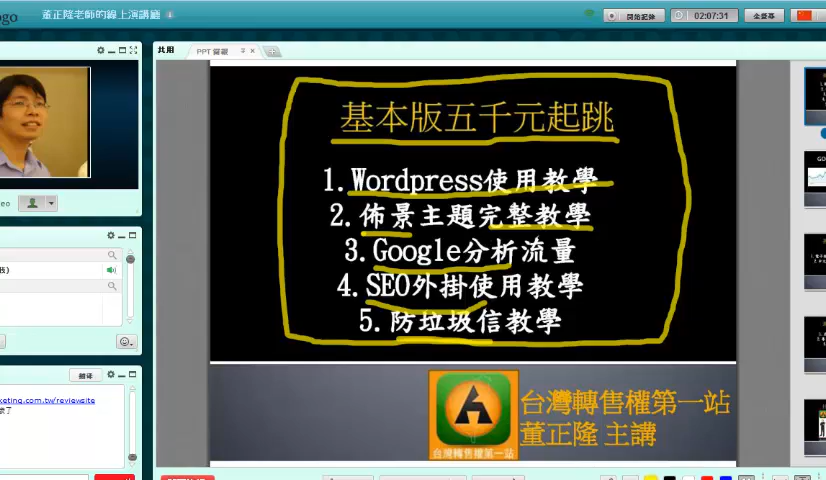 ogo
董正隆老師的線上演講廳
開始記錄
02:07:31
全螢幕
共用
PPT 簡報
基本版五千元起跳
1.Wordpress使用教學
2.佈景主題完整教學
3.Google分析流量
4.SEO外掛使用教學
5.防垃圾信教學
台灣轉售權第一站
董正隆 主講
台灣轉售權第一站
eo
翻譯
keting.com.tw/reviewsite